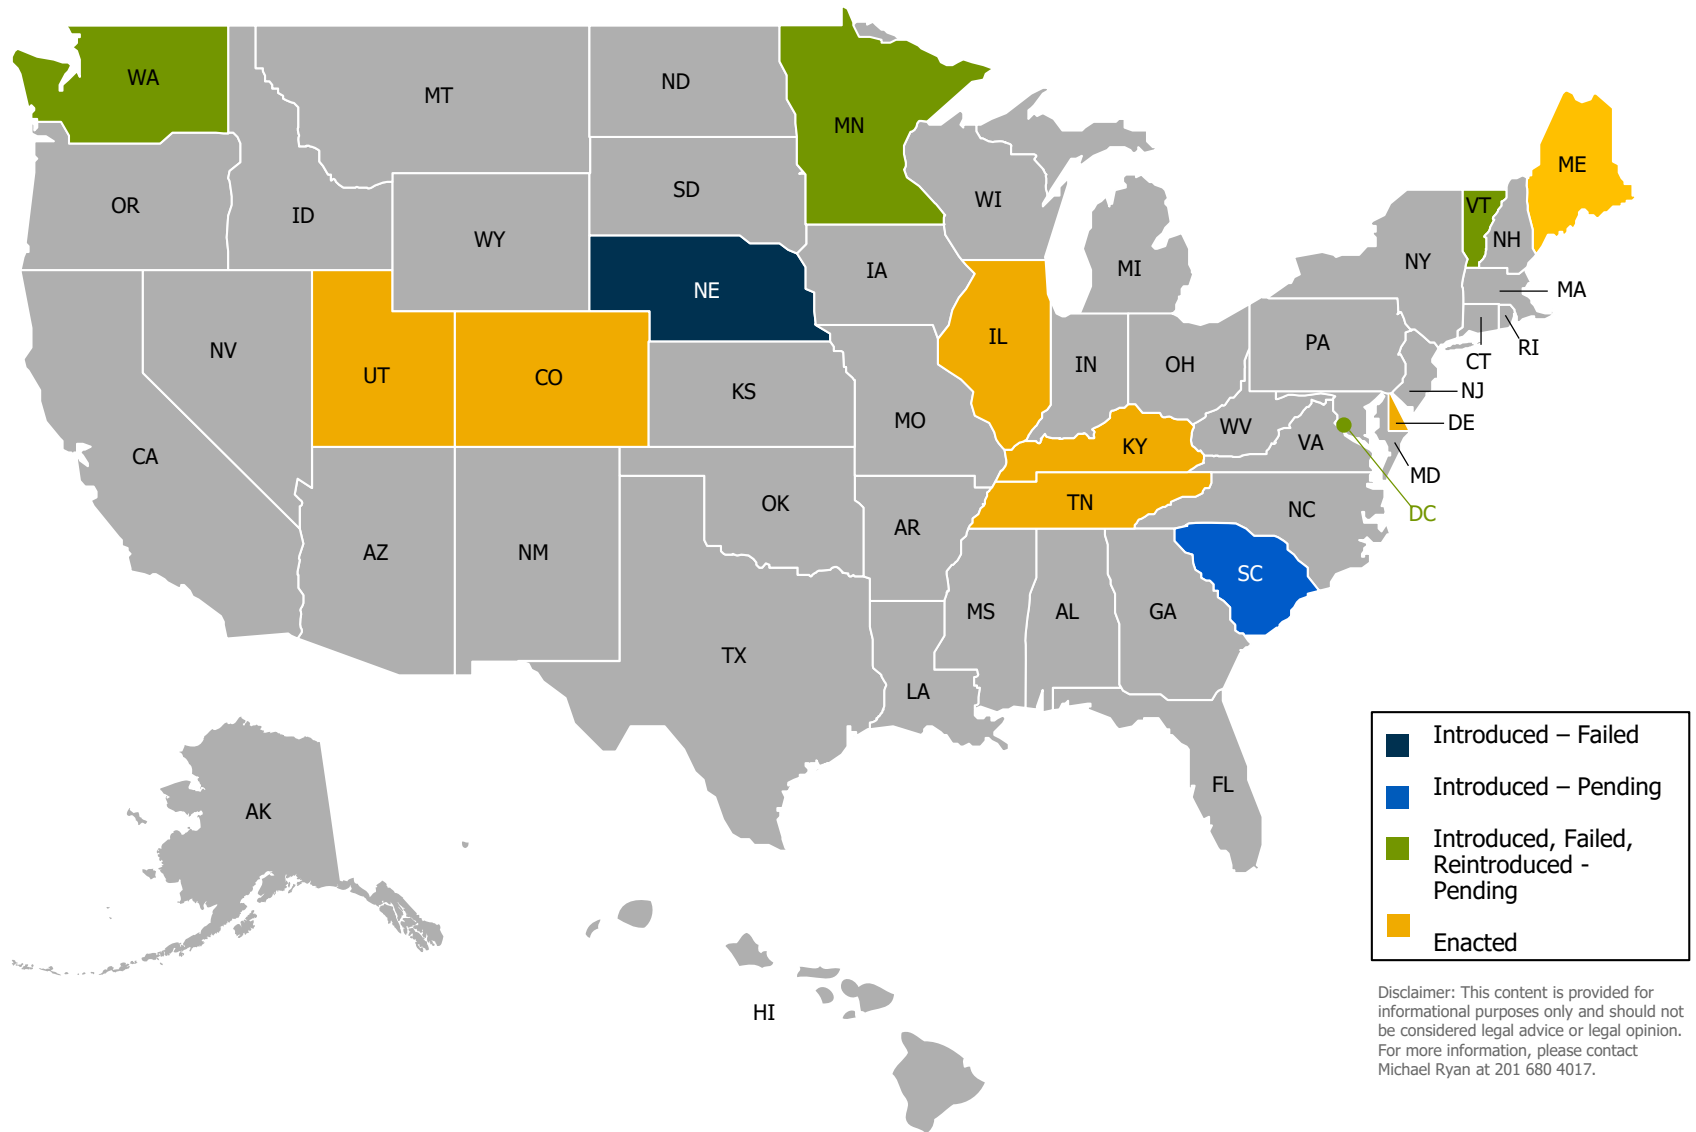 WA
MT
ND
MN
OR
ID
WY
SD
WI
MI
ME
VT
NH
NY
MA
RI
CT
NJ
DE
MD
DC
NE
IA
IL
IN
OH
PA
NV
UT
CO
KS
MO
KY
WV
VA
CA
AZ
NM
OK
AR
TN
NC
SC
TX
LA
MS
AL
GA
FL
AK
HI
Introduced – Failed
Introduced – Pending
Introduced, Failed,
Reintroduced -
Pending
Enacted
Disclaimer: This content is provided for
informational purposes only and should not
be considered legal advice or legal opinion.
For more information, please contact
Michael Ryan at 201 680 4017.